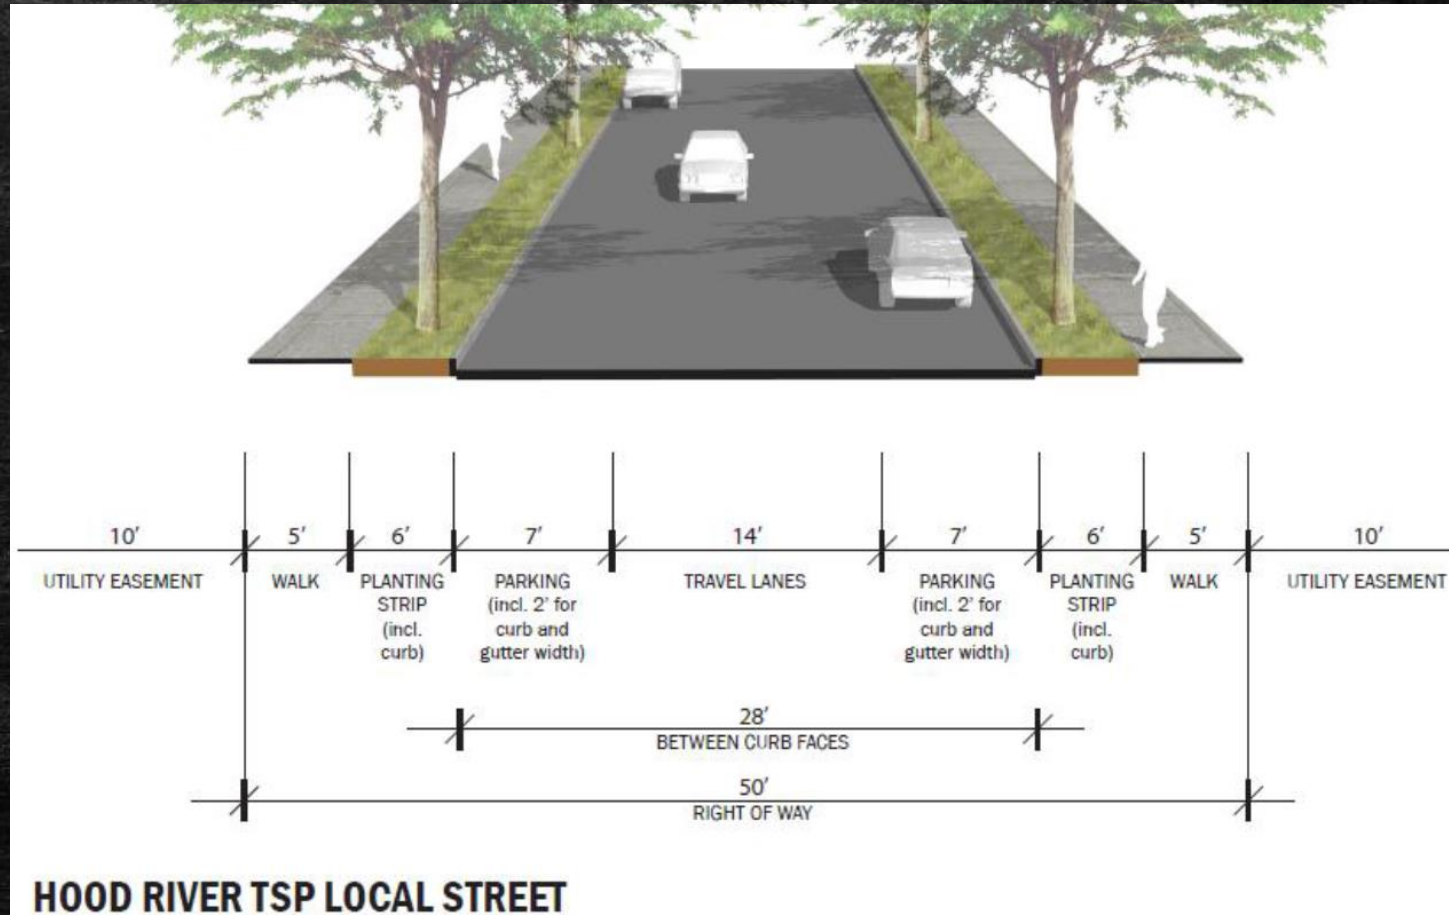 10′ 5′ 6′ 7′ 14′ 7′ 6′ 5′ 10′
UTILITY EASEMENT WALK PLANTING PARKING TRAVEL LANES PARKING PLANTING WALK UTILITY EASEMENT
STRIP (incl. 2′ for (incl. 2′ for STRIP
(incl. curb and curb and (incl.
curb) gutter width) gutter width) curb)
28′
BETWEEN CURB FACES
50′
RIGHT OF WAY
HOOD RIVER TSP LOCAL STREET